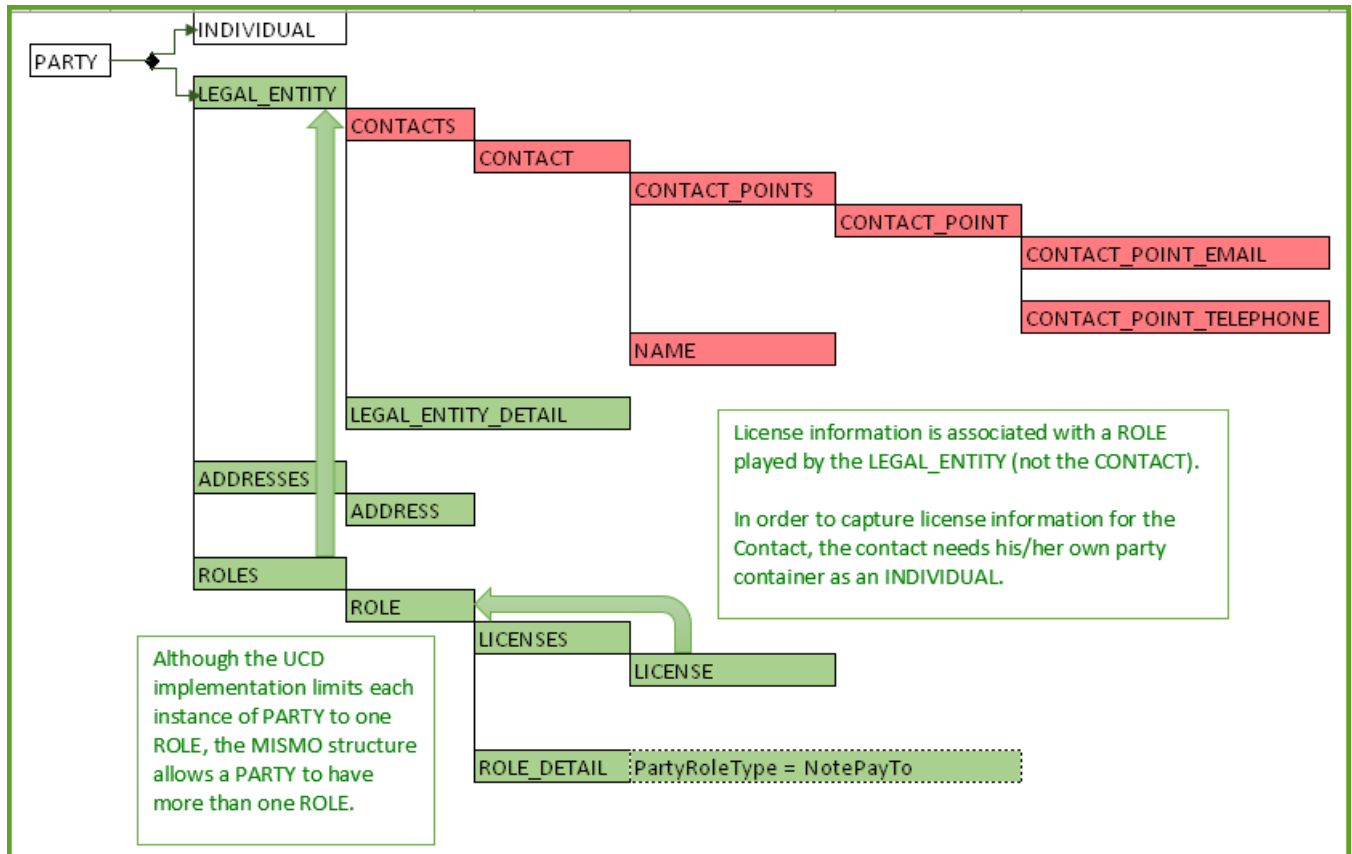 INDIVIDUAL
PARTY
LEGAL_ENTITY
CONTACTS
CONTACT
CONTACT_POINTS
CONTACT_POINT
CONTACT_POINT_EMAIL
CONTACT_POINT_TELEPHONE
NAME
LEGAL_ENTITY_DETAIL
License information is associated with a ROLE
played by the LEGAL_ENTITY (not the CONTACT).
In order to capture license information for the
Contact, the contact needs his/her own party
container as an INDIVIDUAL.
ADDRESSES
ADDRESS
ROLES
ROLE
LICENSES
LICENSE
Although the UCD
implementation limits each
instance of PARTY to one
ROLE, the MISMO structure
allows a PARTY to have
more than one ROLE.
ROLE_DETAIL PartyRoleType = NotePayTo